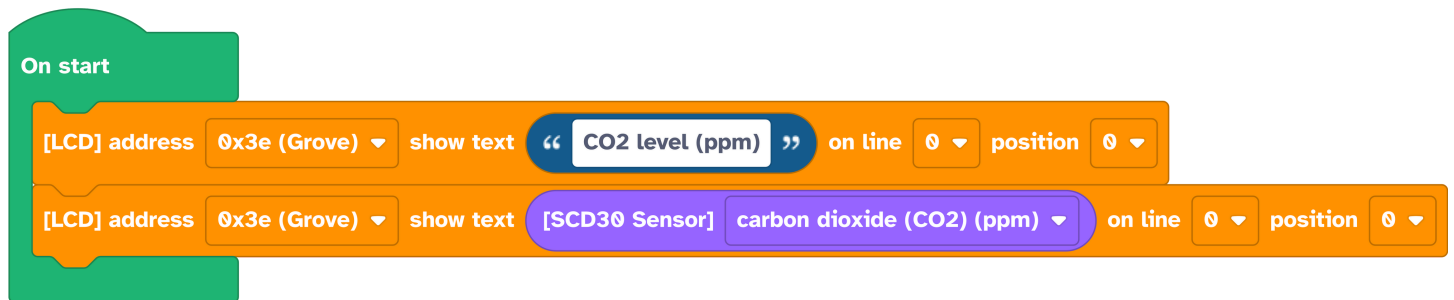 On start
[LCD] address 0x3e (Grove) show text “ CO2 level (ppm) ” on line 0 position 0
[LCD] address 0x3e (Grove) show text [SCD30 Sensor] carbon dioxide (CO2) (ppm) on line 0 position 0